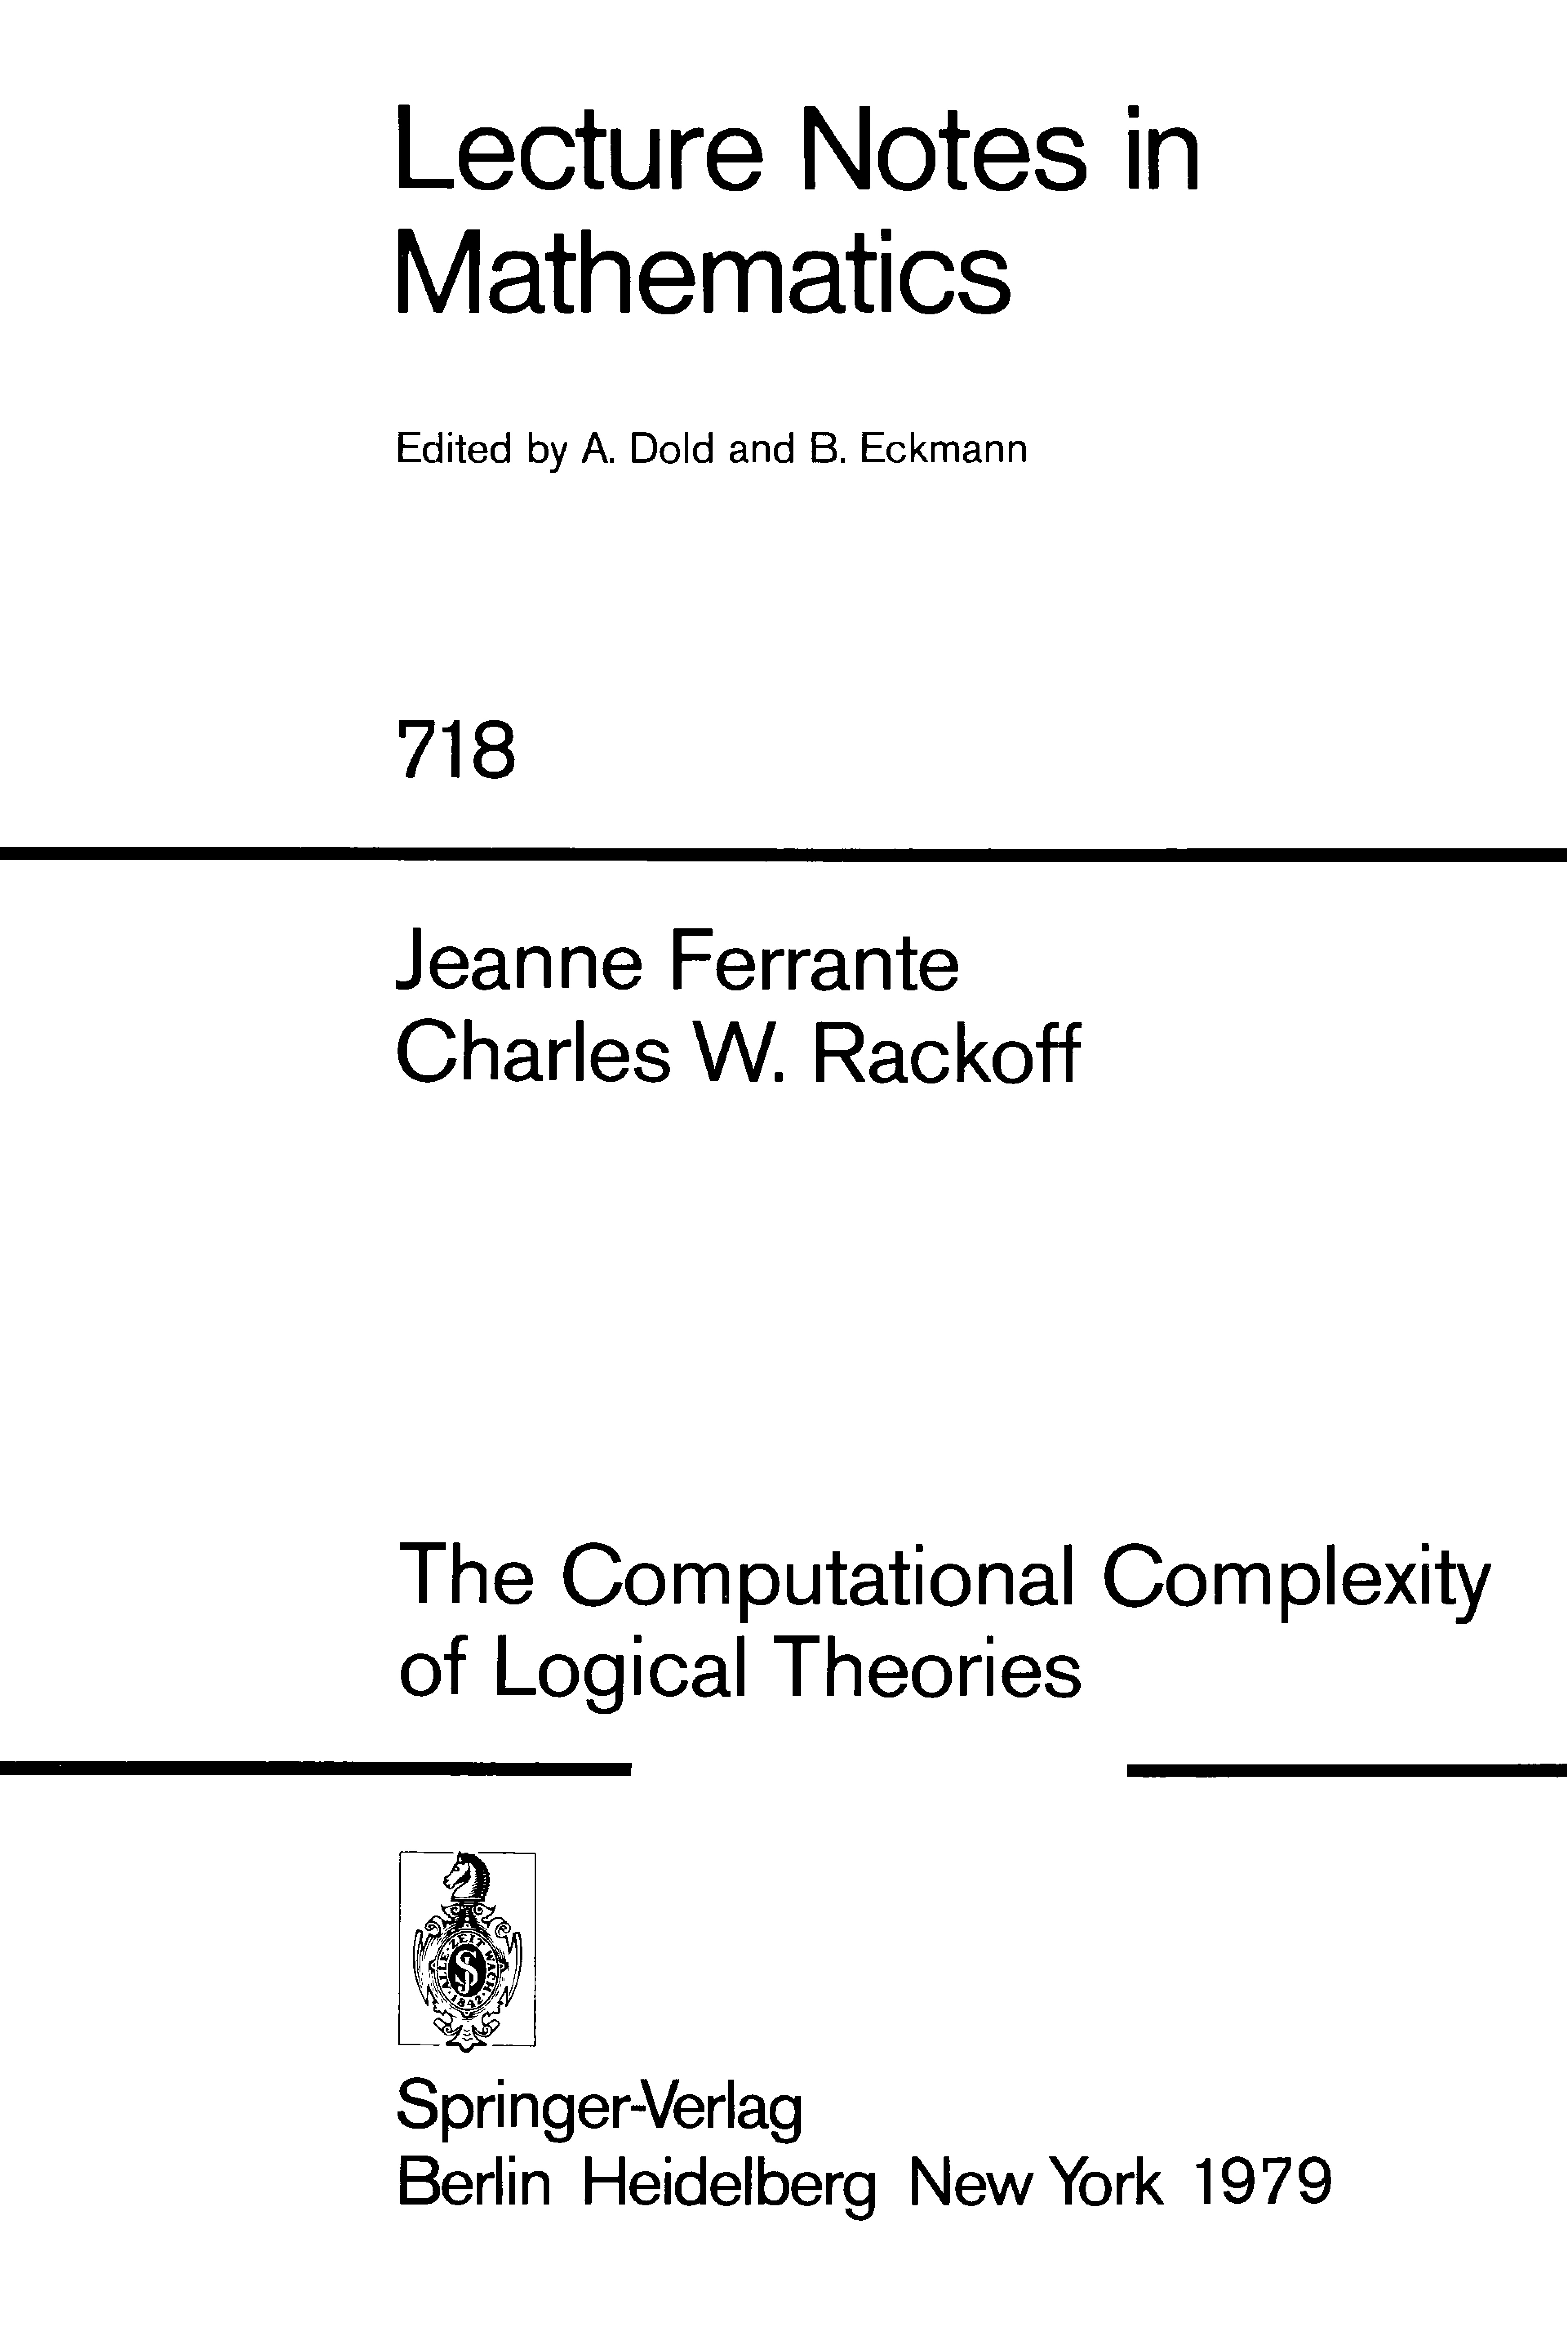 Lecture Notes in
Mathematics
Edited by A. Dold and B. Eckmann
718
Jeanne Ferrante
Charles W. Rackoff
The Computational Complexity
of Logical Theories
ALLE ZEIT WACH
1842
Springer-Verlag
Berlin Heidelberg New York 1979